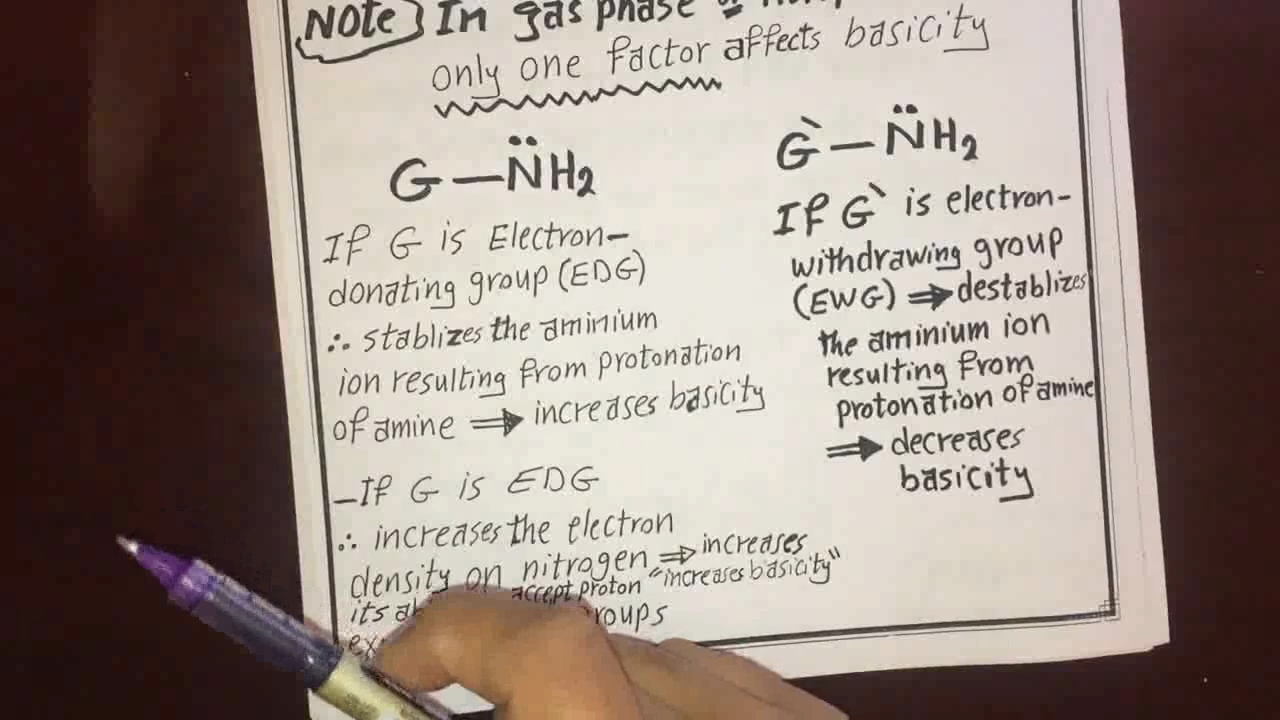 Note) In gas phase
only one factor affects basicity
G—N̈H2
If G is Electron-
donating group (EDG)
∴ stablizes the aminium
ion resulting from protonation
of amine ⇒ increases basicity
—If G is EDG
∴ increases the electron
density on nitrogen ⇒ increases
its accept proton "increases basicity"
G`—N̈H2
If G` is electron-
withdrawing group
(EWG) ⇒ destablizes
the aminium ion
resulting from
protonation of amine
⇒ decreases
basicity